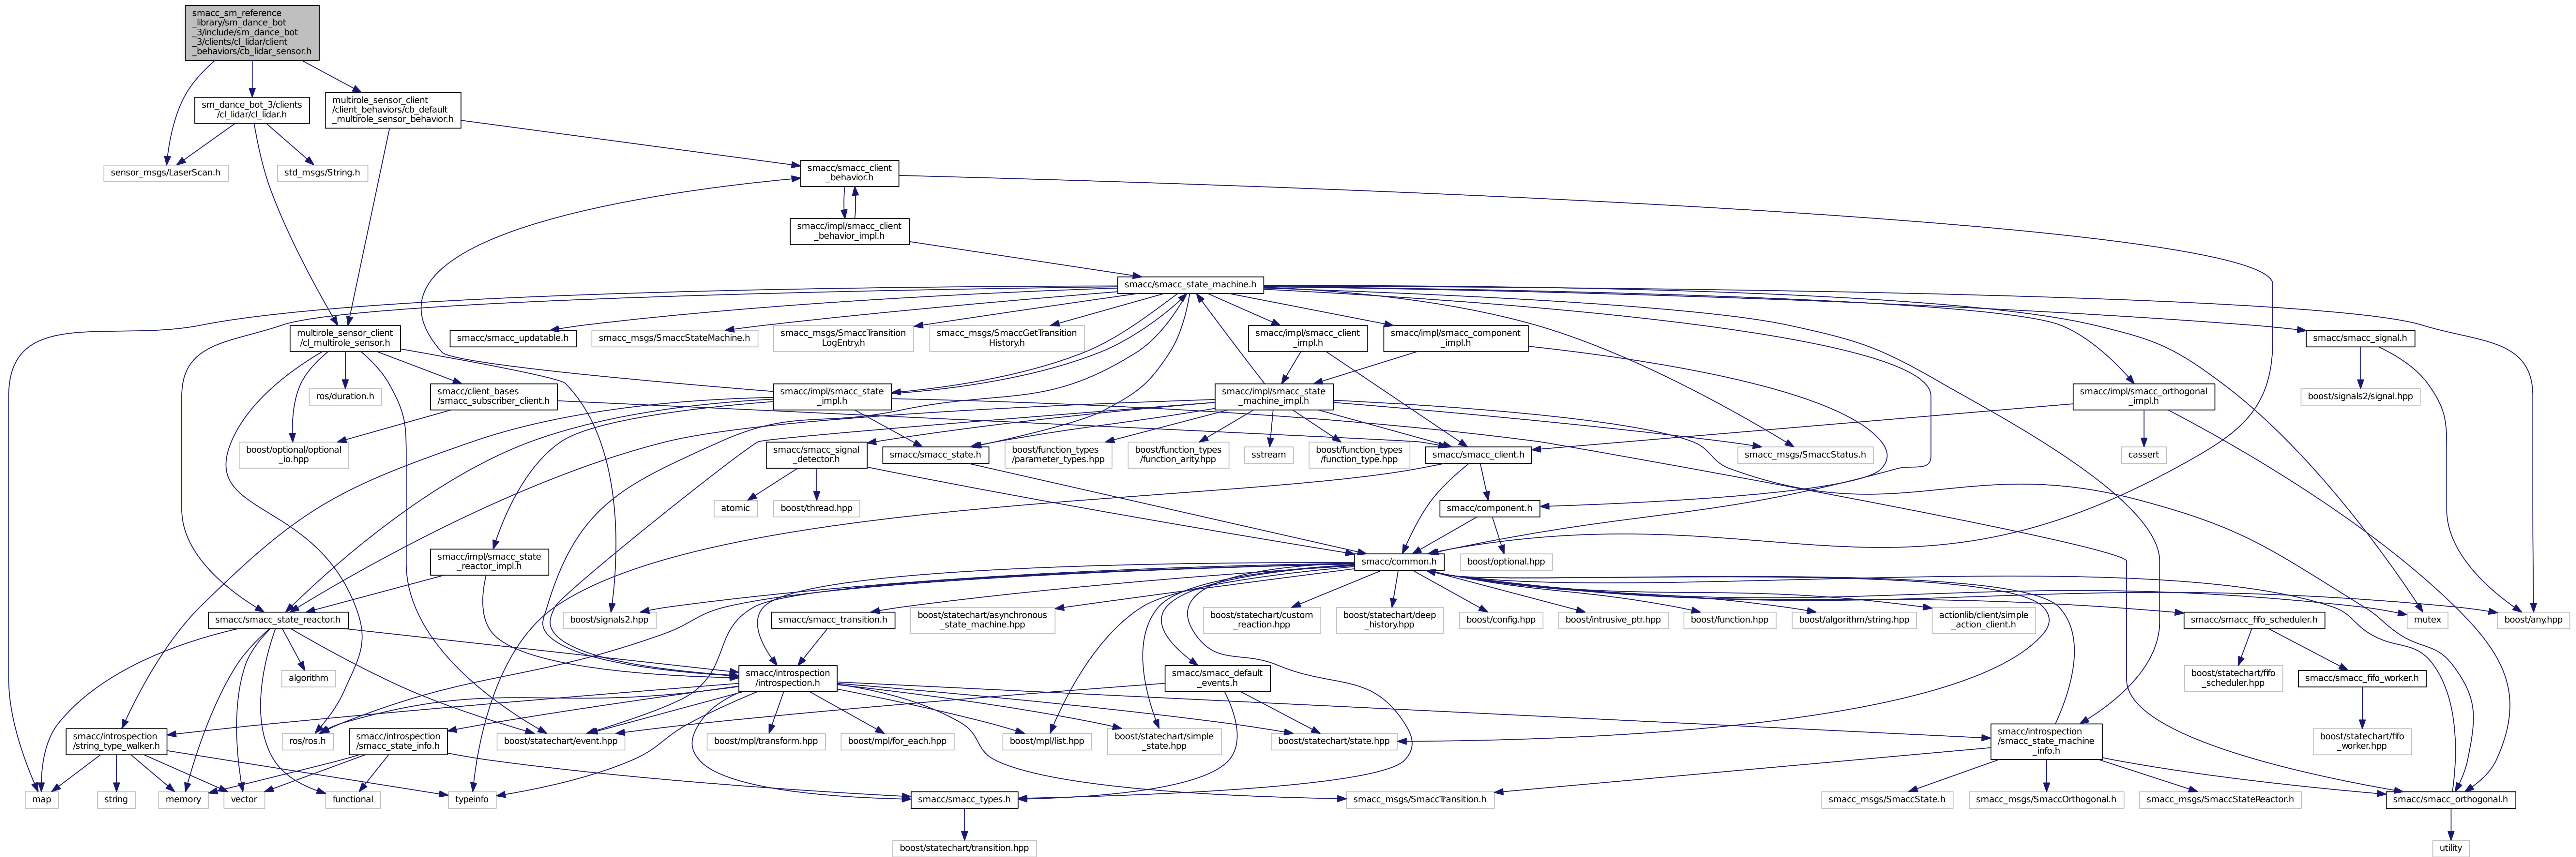 smacc_sm_reference
_library/sm_dance_bot
_3/include/sm_dance_bot
_3/clients/cl_lidar/client
_behaviors/cb_lidar_sensor.h
sm_dance_bot_3/clients
/cl_lidar/cl_lidar.h
multirole_sensor_client
/client_behaviors/cb_default
_multirole_sensor_behavior.h
sensor_msgs/LaserScan.h
std_msgs/String.h
smacc/smacc_client
_behavior.h
smacc/impl/smacc_client
_behavior_impl.h
smacc/smacc_state_machine.h
multirole_sensor_client
/cl_multirole_sensor.h
smacc/smacc_updatable.h
smacc_msgs/SmaccStateMachine.h
smacc_msgs/SmaccTransition
LogEntry.h
smacc_msgs/SmaccGetTransition
History.h
smacc/impl/smacc_client
_impl.h
smacc/impl/smacc_component
_impl.h
smacc/smacc_signal.h
ros/duration.h
smacc/client_bases
/smacc_subscriber_client.h
smacc/impl/smacc_state
_impl.h
smacc/impl/smacc_state
_machine_impl.h
smacc/impl/smacc_orthogonal
_impl.h
boost/signals2/signal.hpp
boost/optional/optional
_io.hpp
smacc/smacc_signal
_detector.h
smacc/smacc_state.h
boost/function_types
/parameter_types.hpp
boost/function_types
/function_arity.hpp
sstream
boost/function_types
/function_type.hpp
smacc/smacc_client.h
smacc_msgs/SmaccStatus.h
cassert
atomic
boost/thread.hpp
smacc/component.h
smacc/impl/smacc_state
_reactor_impl.h
smacc/common.h
boost/optional.hpp
smacc/smacc_state_reactor.h
boost/signals2.hpp
smacc/smacc_transition.h
boost/statechart/asynchronous
_state_machine.hpp
boost/statechart/custom
_reaction.hpp
boost/statechart/deep
_history.hpp
boost/config.hpp
boost/intrusive_ptr.hpp
boost/function.hpp
boost/algorithm/string.hpp
actionlib/client/simple
_action_client.h
smacc/smacc_fifo_scheduler.h
mutex
boost/any.hpp
algorithm
smacc/introspection
/introspection.h
smacc/smacc_default
_events.h
boost/statechart/fifo
_scheduler.hpp
smacc/smacc_fifo_worker.h
smacc/introspection
/string_type_walker.h
ros/ros.h
smacc/introspection
/smacc_state_info.h
boost/statechart/event.hpp
boost/mpl/transform.hpp
boost/mpl/for_each.hpp
boost/mpl/list.hpp
boost/statechart/simple
_state.hpp
boost/statechart/state.hpp
smacc/introspection
/smacc_state_machine
_info.h
boost/statechart/fifo
_worker.hpp
map
string
memory
vector
functional
typeinfo
smacc/smacc_types.h
smacc_msgs/SmaccTransition.h
smacc_msgs/SmaccState.h
smacc_msgs/SmaccOrthogonal.h
smacc_msgs/SmaccStateReactor.h
smacc/smacc_orthogonal.h
boost/statechart/transition.hpp
utility